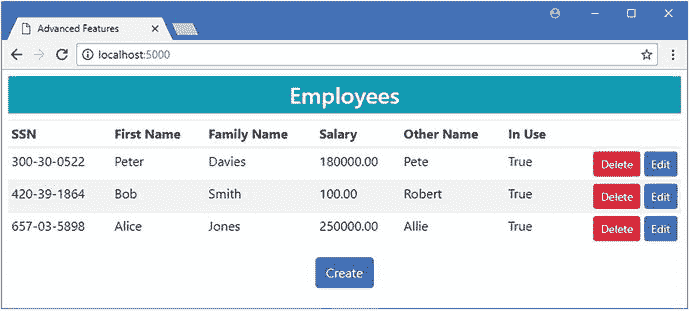 Advanced Features
localhost:5000
Employees
SSN First Name Family Name Salary Other Name In Use
300-30-0522 Peter Davies 180000.00 Pete True Delete Edit
420-39-1864 Bob Smith 100.00 Robert True Delete Edit
657-03-5898 Alice Jones 250000.00 Allie True Delete Edit
Create